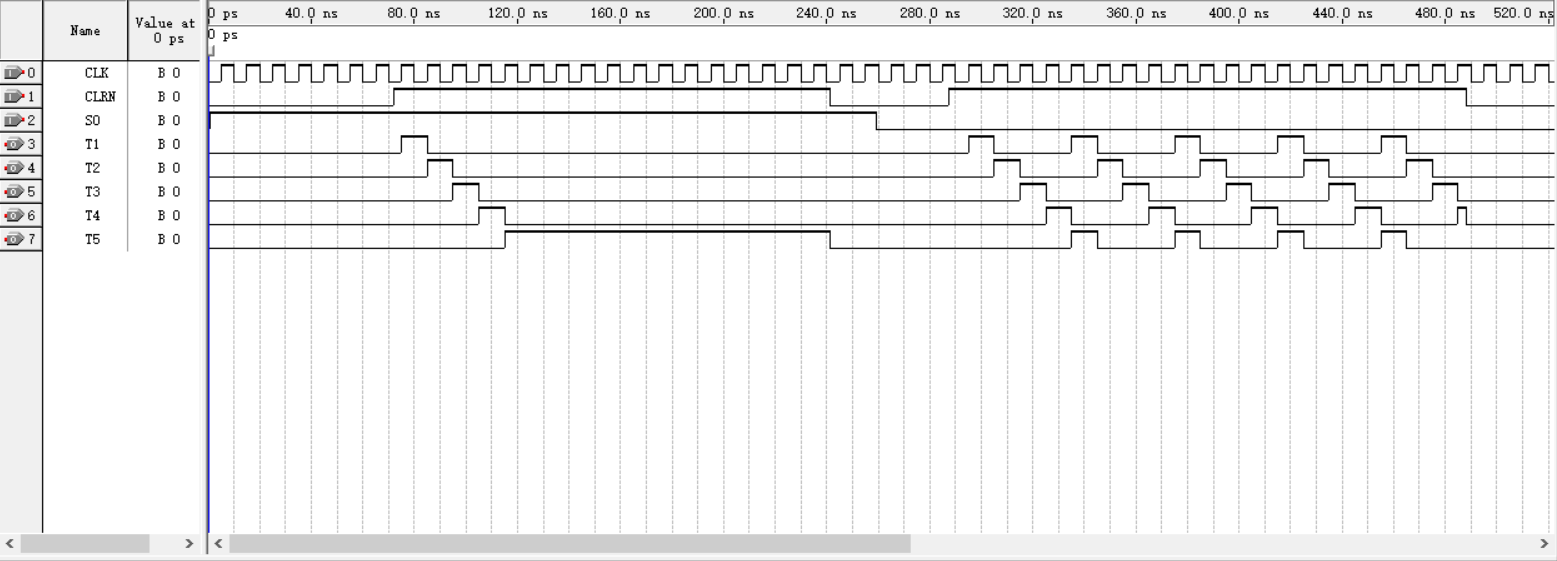 Name
Value at
0 ps
0 ps 40.0 ns 80.0 ns 120.0 ns 160.0 ns 200.0 ns 240.0 ns 280.0 ns 320.0 ns 360.0 ns 400.0 ns 440.0 ns 480.0 ns 520.0 ns
0 ps
0 CLK B 0
1 CLRN B 0
2 S0 B 0
3 T1 B 0
4 T2 B 0
5 T3 B 0
6 T4 B 0
7 T5 B 0